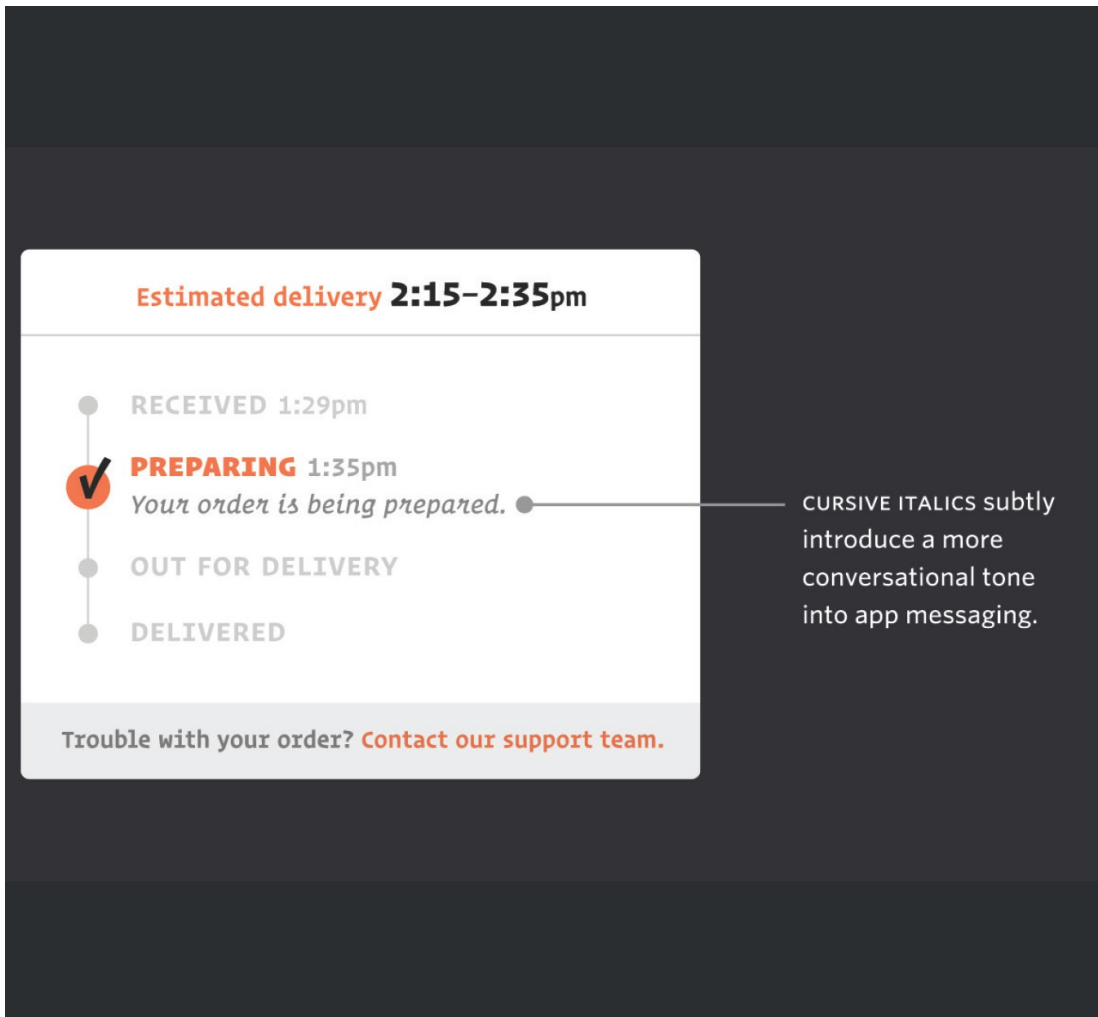 Estimated delivery 2:15–2:35pm
RECEIVED 1:29pm
PREPARING 1:35pm
Your order is being prepared.
OUT FOR DELIVERY
DELIVERED
Trouble with your order? Contact our support team.
CURSIVE ITALICS subtly
introduce a more
conversational tone
into app messaging.